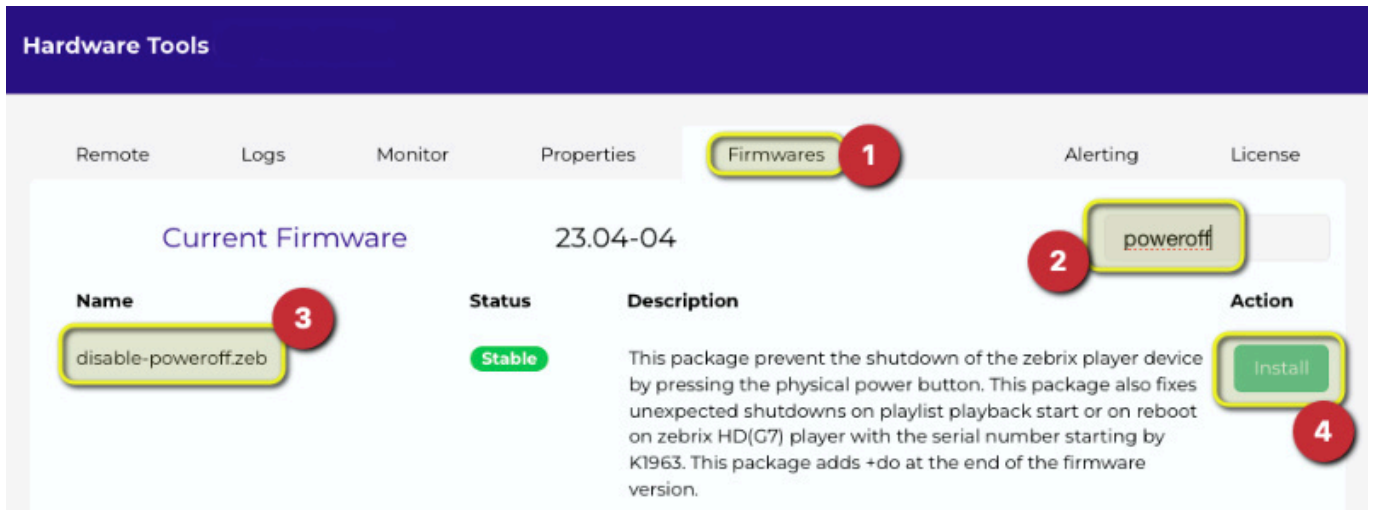 Hardware Tools
Remote Logs Monitor Properties Firmwares 1 Alerting License
Current Firmware 23.04-04 poweroff
2
Name Status Description Action
3
disable-poweroff.zeb Stable This package prevent the shutdown of the zebrix player device Install
by pressing the physical power button. This package also fixes
unexpected shutdowns on playlist playback start or on reboot
on zebrix HD(G7) player with the serial number starting by
4
K1963. This package adds +do at the end of the firmware
version.